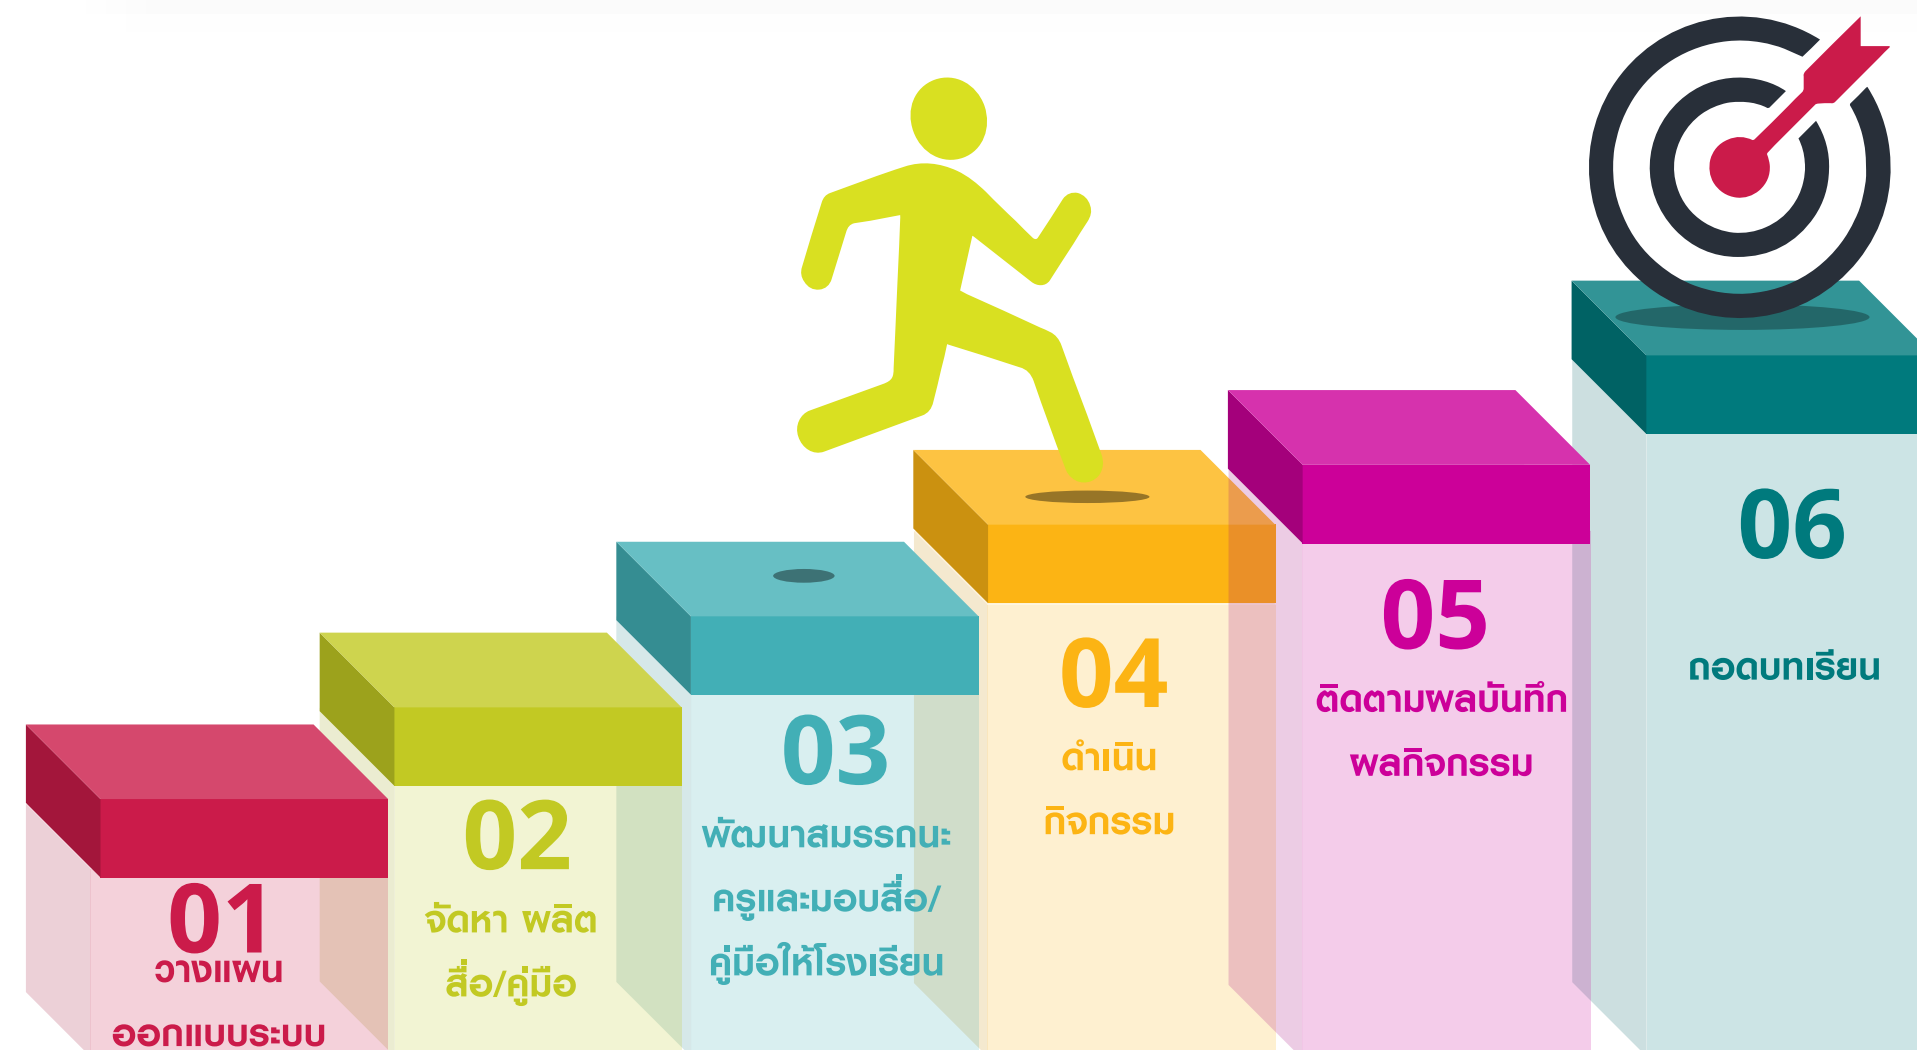 01
วางแผน
ออกแบบระบบ
02
จัดหา ผลิต
สื่อ/คู่มือ
03
พัฒนาสมรรถนะ
ครูและมอบสื่อ/
คู่มือให้โรงเรียน
04
ดำเนิน
กิจกรรม
05
ติดตามผลบันทึก
ผลกิจกรรม
06
ถอดบทเรียน